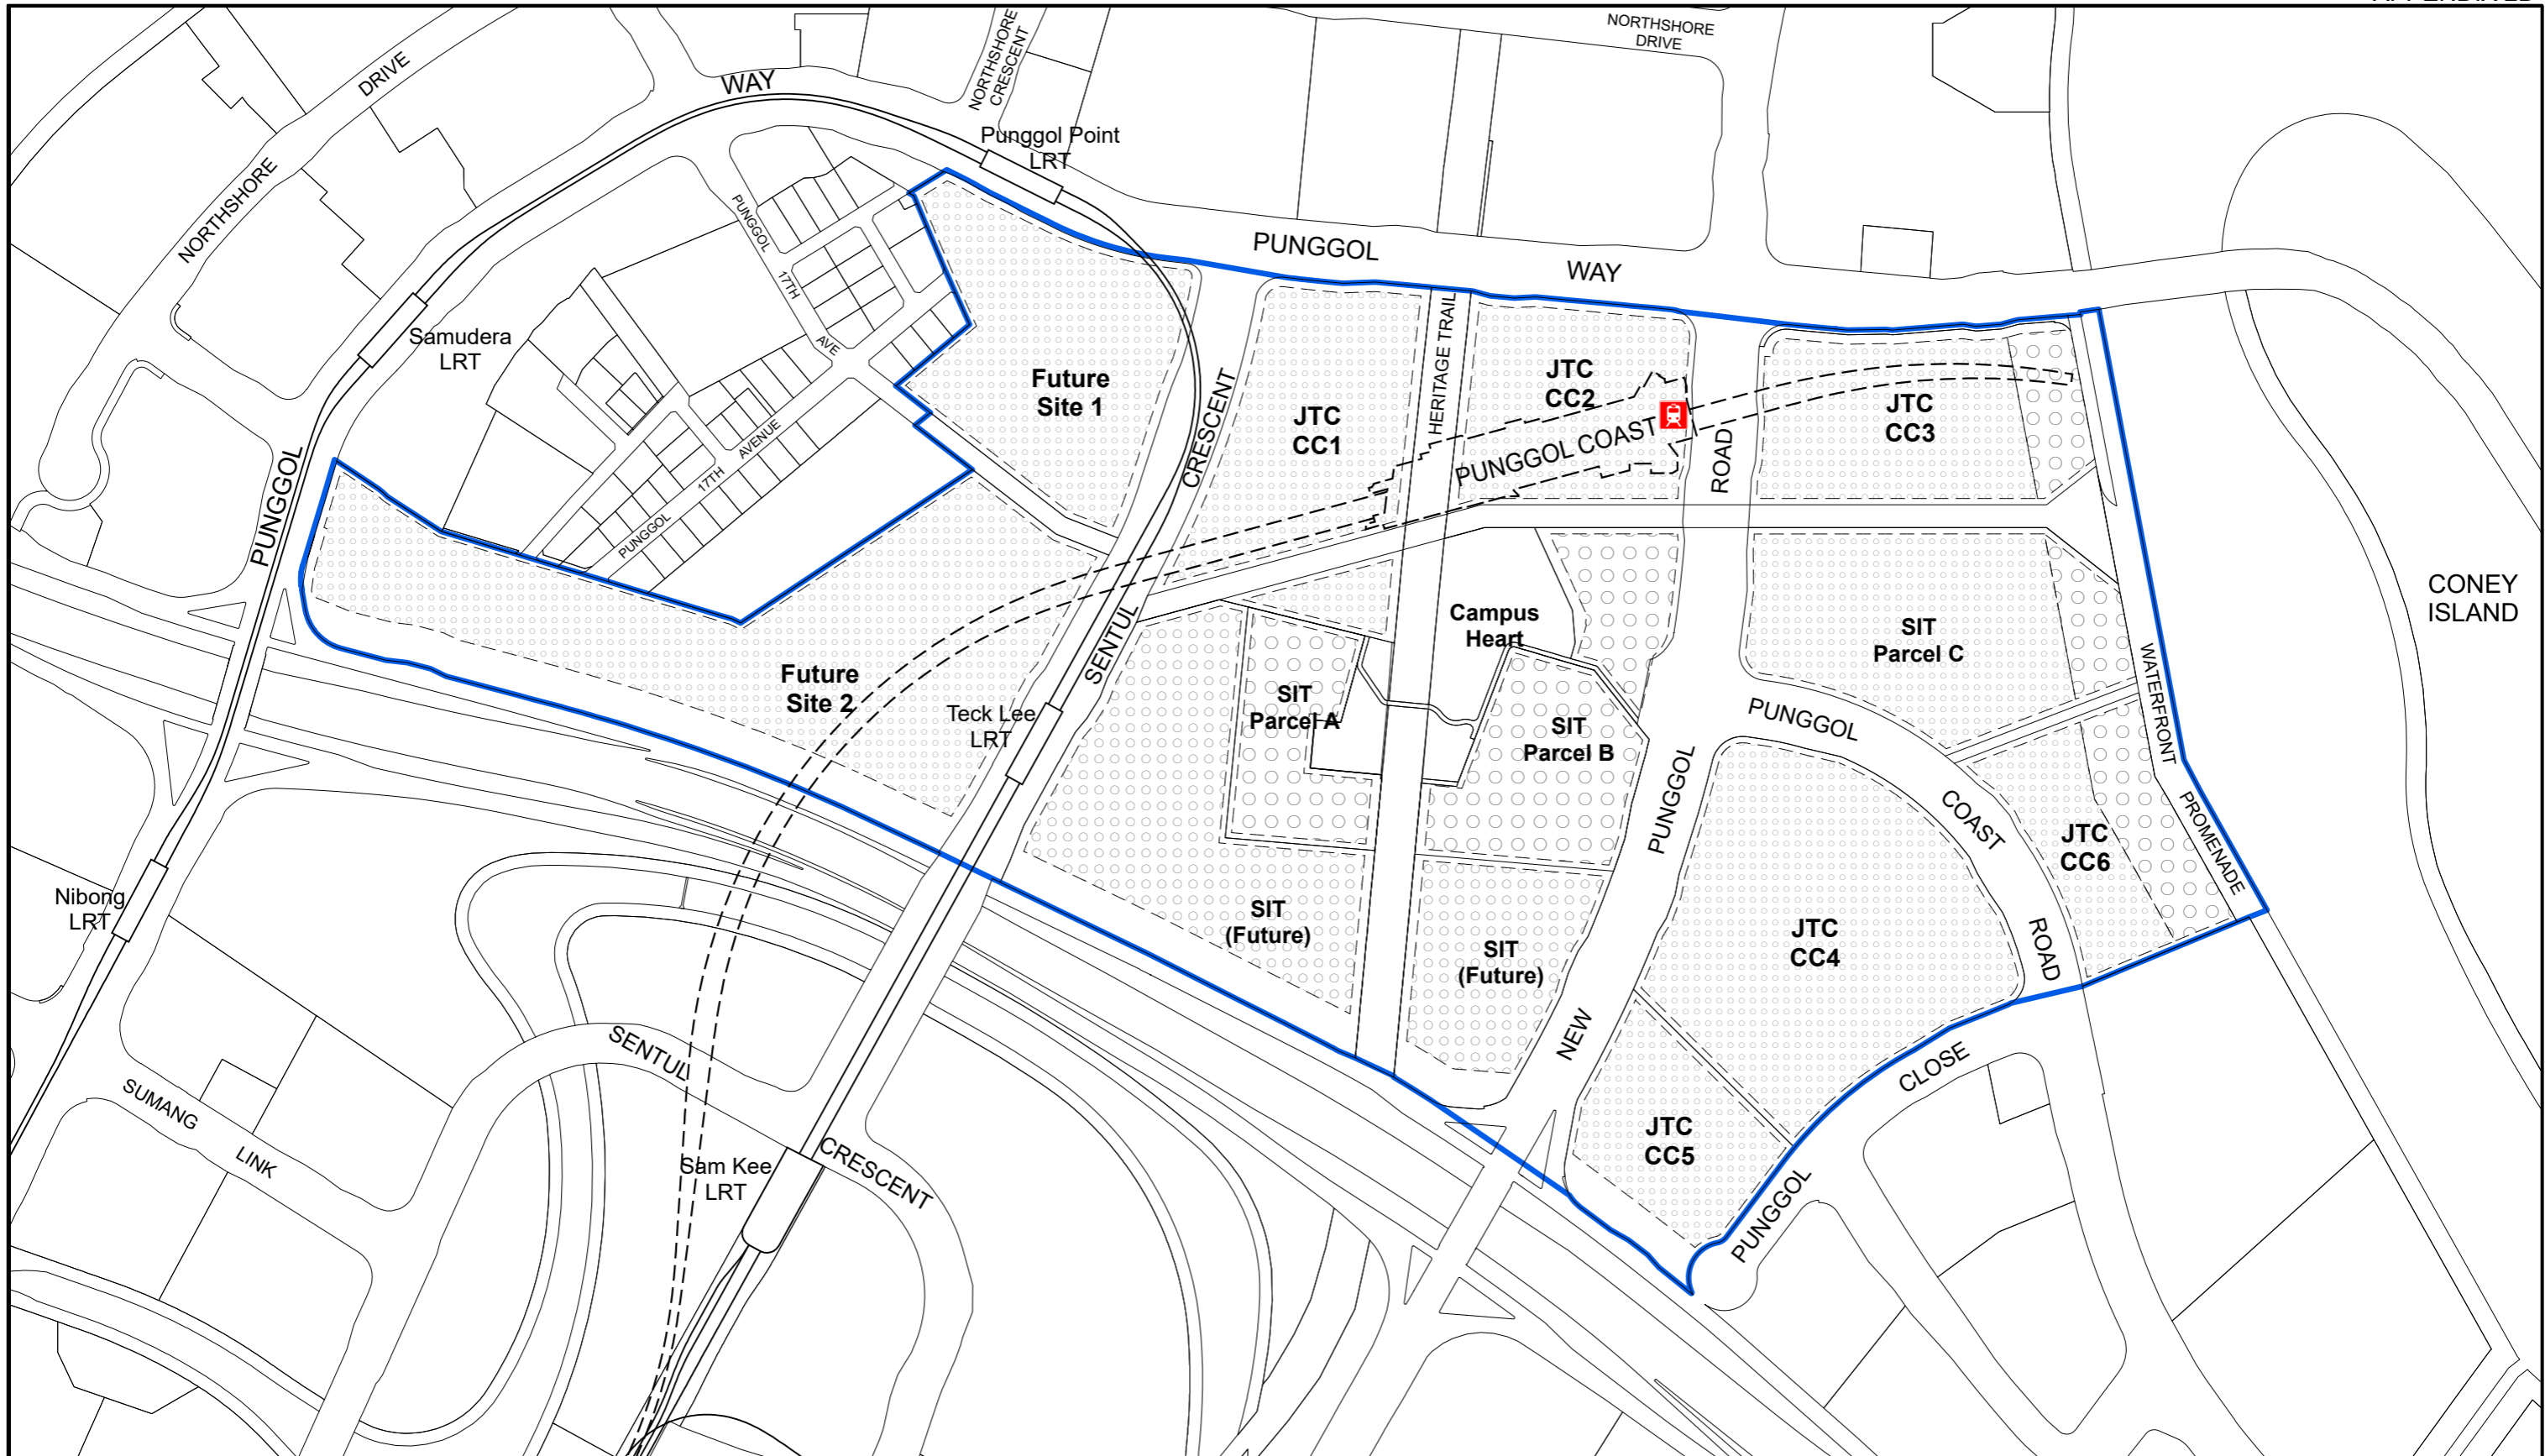 DRIVE
NORTHSHORE
WAY
NORTHSHORE
CRESCENT
NORTHSHORE
DRIVE
Punggol Point
LRT
PUNGGOL
WAY
PUNGGOL
17TH
AVE
Samudera
LRT
PUNGGOL
Future
Site 1
CRESCENT
JTC
CC1
HERITAGE TRAIL
JTC
CC2
PUNGGOL COAST
ROAD
JTC
CC3
PUNGGOL
17TH
AVENUE
CONEY
ISLAND
Campus
Heart
SENTUL
SIT
Parcel C
WATERFRONT
PROMENADE
Future
Site 2
Teck Lee
LRT
SIT
Parcel A
SIT
Parcel B
PUNGGOL
COAST
ROAD
PUNGGOL
NEW
JTC
CC6
JTC
CC4
Nibong
LRT
SIT
(Future)
SIT
(Future)
SENTUL
CRESCENT
SUMANG
LINK
Sam Kee
LRT
JTC
CC5
CLOSE
PUNGGOL